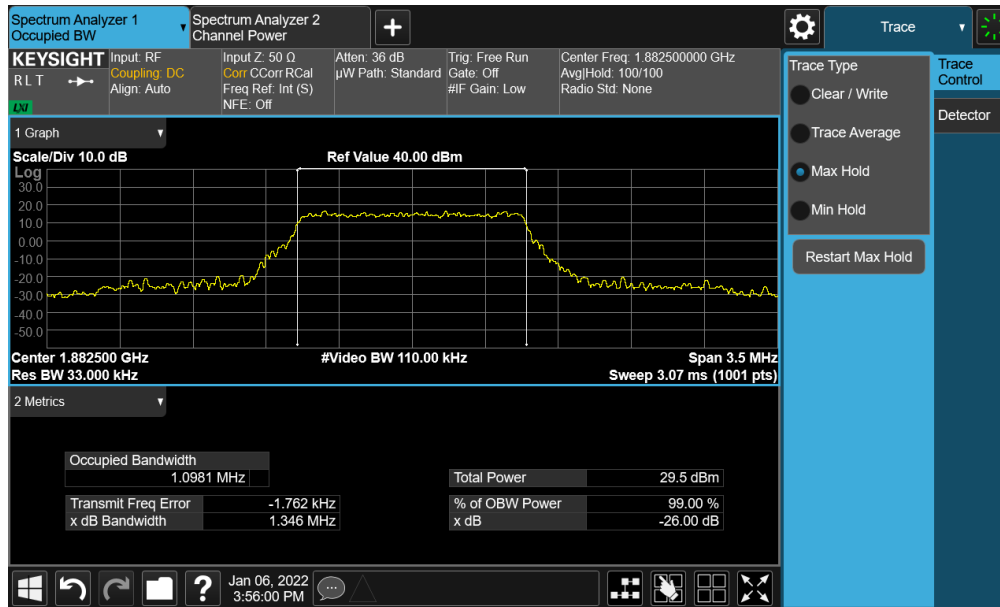 Spectrum Analyzer 1
Occupied BW
Spectrum Analyzer 2
Channel Power
+
Trace
KEYSIGHT
R L T
LXI
Input: RF
Coupling: DC
Align: Auto
Input Z: 50 Ω
Corr CCorr RCal
Freq Ref: Int (S)
NFE: Off
Atten: 36 dB
µW Path: Standard
Trig: Free Run
Gate: Off
#IF Gain: Low
Center Freq: 1.882500000 GHz
Avg|Hold: 100/100
Radio Std: None
Trace Type
Clear / Write
Trace Average
Max Hold
Min Hold
Restart Max Hold
Trace
Control
Detector
1 Graph
Scale/Div 10.0 dB
Ref Value 40.00 dBm
Log
30.0
20.0
10.0
0.00
-10.0
-20.0
-30.0
-40.0
-50.0
Center 1.882500 GHz
#Video BW 110.00 kHz
Span 3.5 MHz
Res BW 33.000 kHz
Sweep 3.07 ms (1001 pts)
2 Metrics
Occupied Bandwidth
1.0981 MHz
Total Power 29.5 dBm
Transmit Freq Error -1.762 kHz
% of OBW Power 99.00 %
x dB Bandwidth 1.346 MHz
x dB -26.00 dB
?
Jan 06, 2022
3:56:00 PM